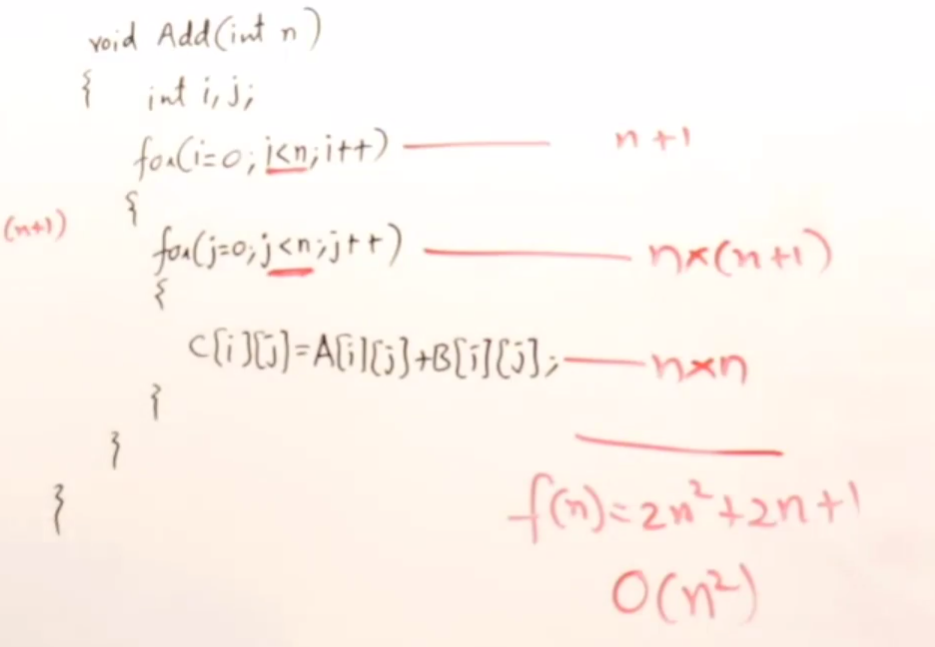 void Add(int n)
{ int i, j;
for(i=0; i<n; i++) n+1
{
(n+1)
for(j=0; j<n; j++) n×(n+1)
{
C[i][j]=A[i][j]+B[i][j]; n×n
}
}
}
f(n)=2n²+2n+1
O(n²)